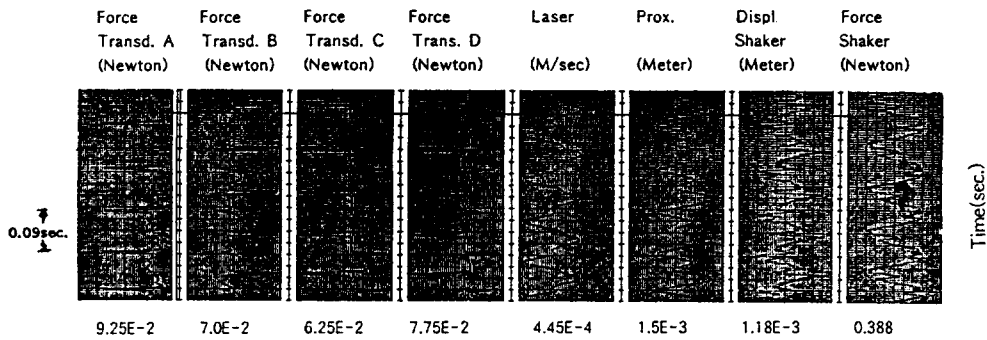 Force Force Force Force Laser Prox. Displ. Force
Transd. A Transd. B Transd. C Trans. D Shaker Shaker
(Newton) (Newton) (Newton) (Newton) (M/sec) (Meter) (Meter) (Newton)
0.09sec.
Time(sec.)
9.25E-2 7.0E-2 6.25E-2 7.75E-2 4.45E-4 1.5E-3 1.18E-3 0.388